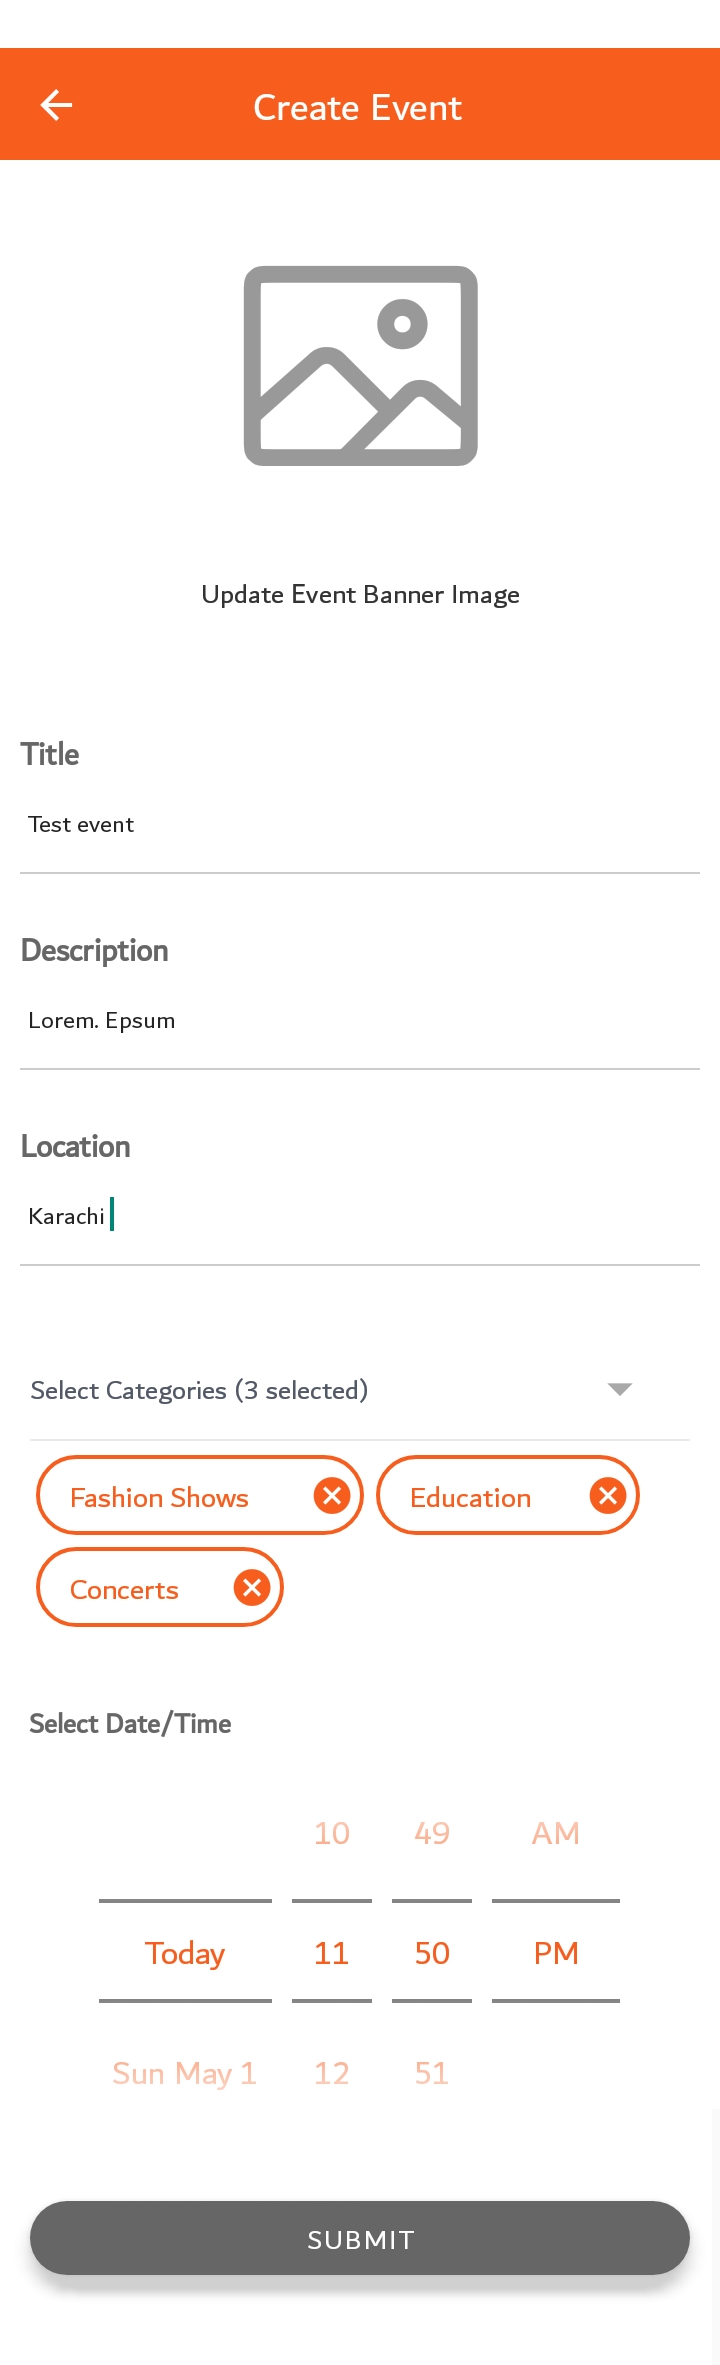 Create Event
Update Event Banner Image
Title
Test event
Description
Lorem. Epsum
Location
Karachi
Select Categories (3 selected)
Fashion Shows Education
Concerts
Select Date/Time
10 49 AM
Today 11 50 PM
Sun May 1 12 51
SUBMIT